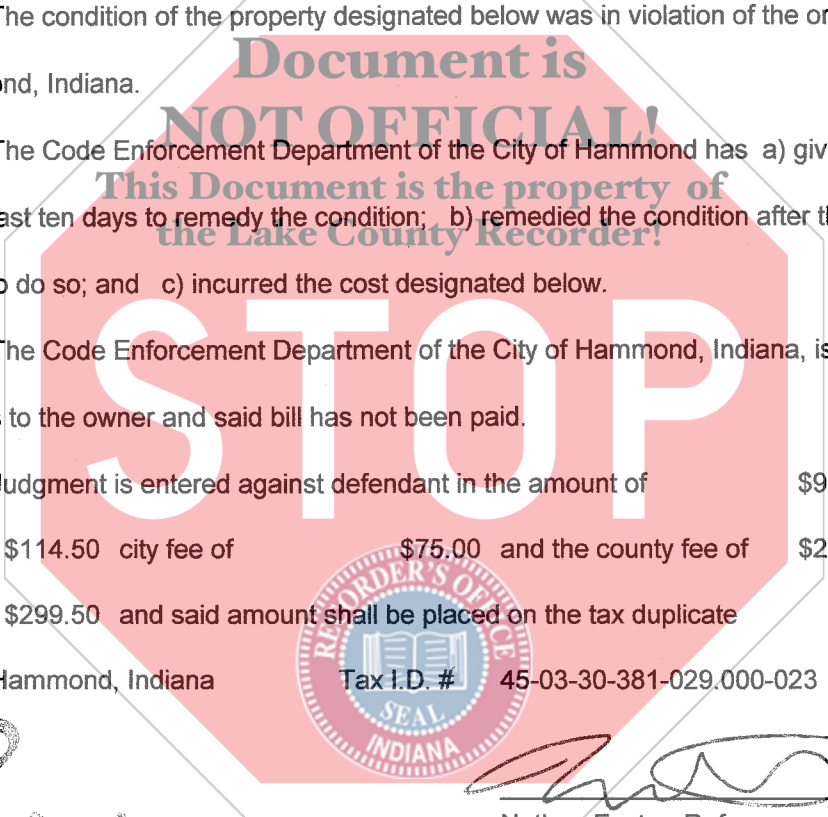 The condition of the property designated below was in violation of the or
Document is
ond, Indiana.
NOT OFFICIAL!
The Code Enforcement Department of the City of Hammond has a) giv
This Document is the property of
ast ten days to remedy the condition; b) remedied the condition after t
the Lake County Recorder!
o do so; and c) incurred the cost designated below.
STOP
The Code Enforcement Department of the City of Hammond, Indiana, is
s to the owner and said bill has not been paid.
Judgment is entered against defendant in the amount of $9
$114.50 city fee of $75.00 and the county fee of $2
$299.50 and said amount shall be placed on the tax duplicate
Hammond, Indiana Tax I.D. # 45-03-30-381-029.000-023
RECORDER'S OFFICE
SEAL
INDIANA